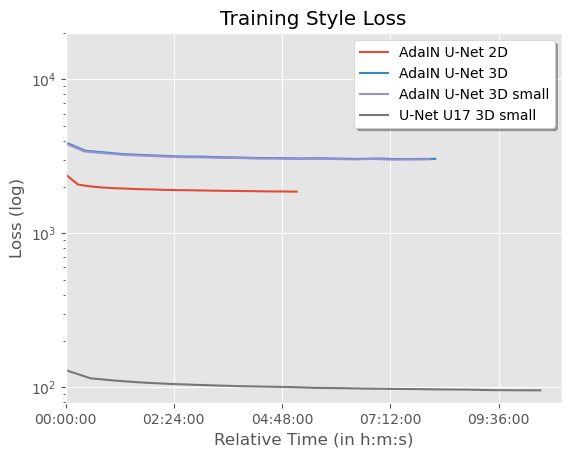 Training Style Loss
AdaIN U-Net 2D
AdaIN U-Net 3D
AdaIN U-Net 3D small
U-Net U17 3D small
Loss (log)
10^4
10^3
10^2
00:00:00 02:24:00 04:48:00 07:12:00 09:36:00
Relative Time (in h:m:s)